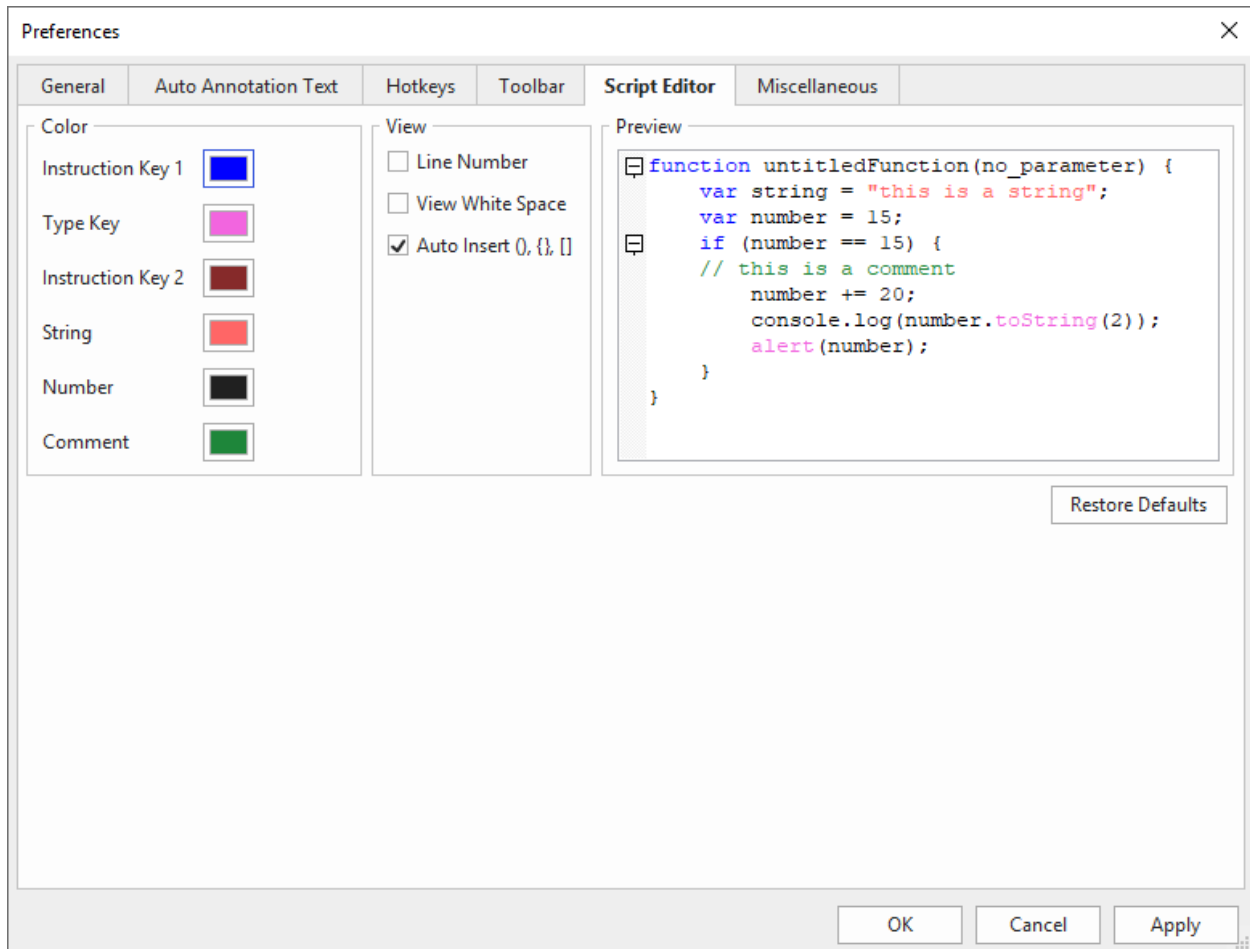 Preferences
General Auto Annotation Text Hotkeys Toolbar Script Editor Miscellaneous
Color
Instruction Key 1
Type Key
Instruction Key 2
String
Number
Comment
View
Line Number
View White Space
Auto Insert (), {}, []
Preview
function untitledFunction(no_parameter) {
    var string = "this is a string";
    var number = 15;
    if (number == 15) {
    // this is a comment
        number += 20;
        console.log(number.toString(2));
        alert(number);
    }
}
Restore Defaults
OK Cancel Apply